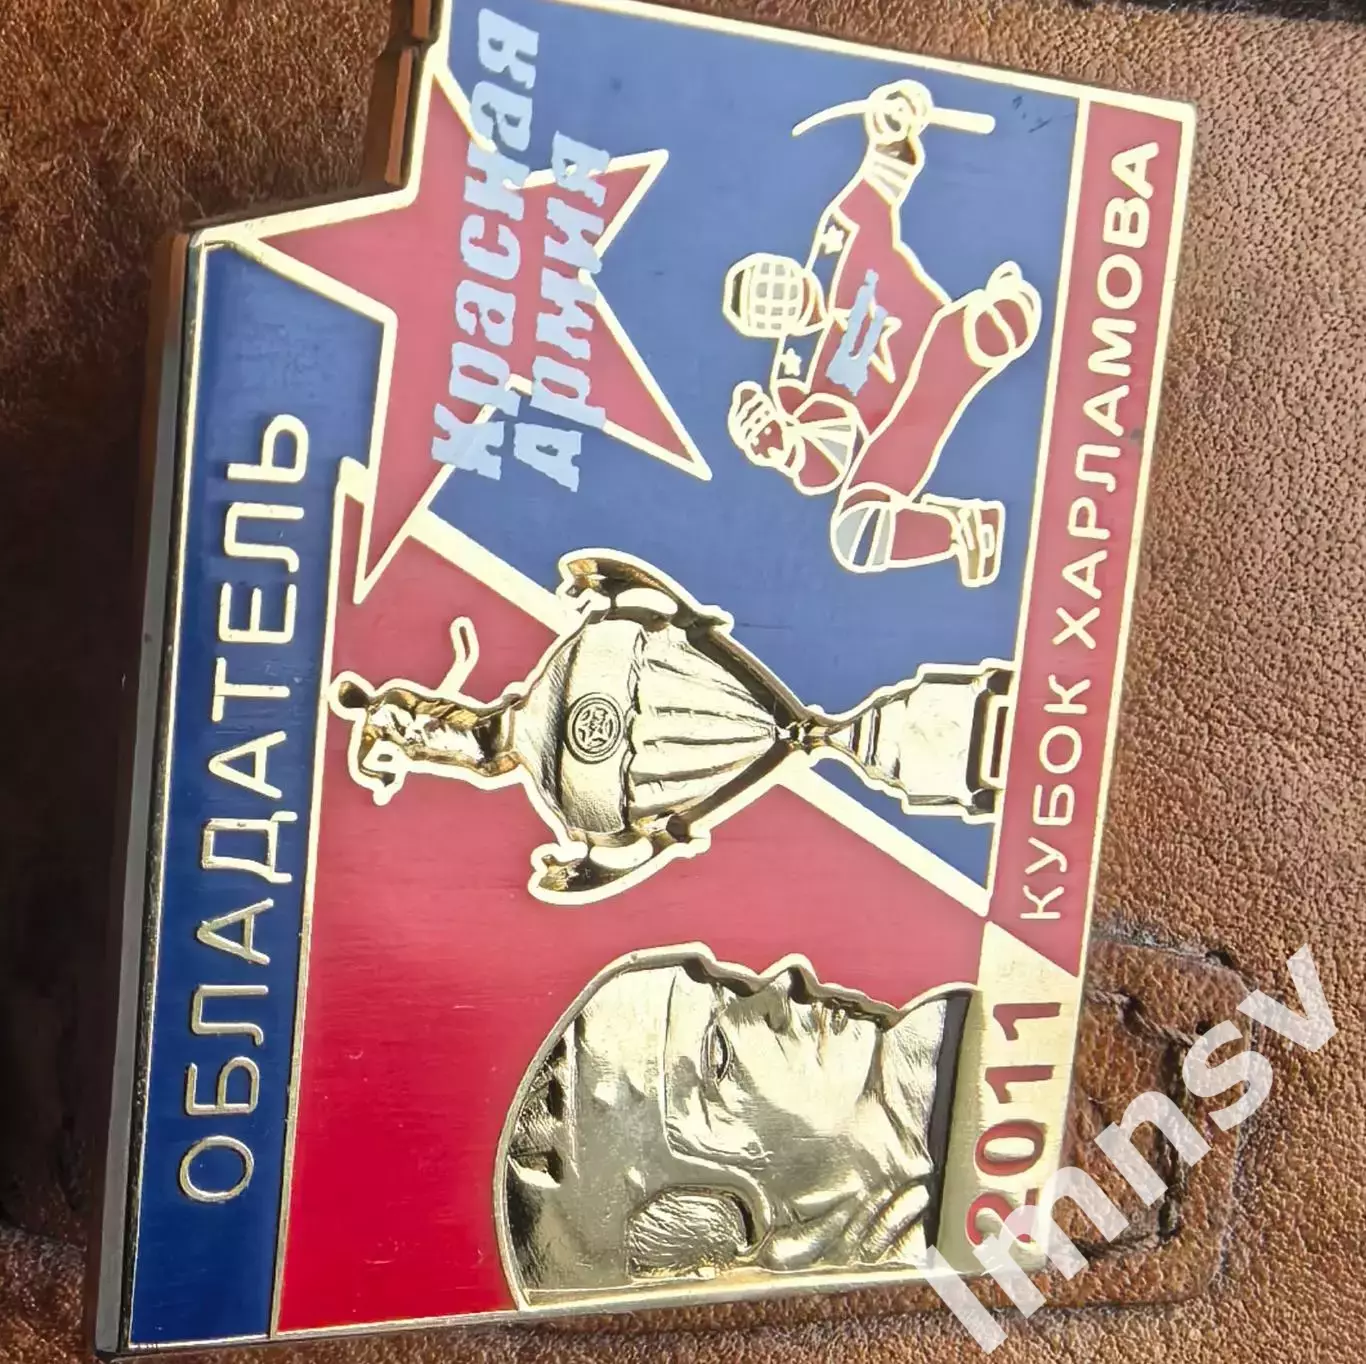 ОБЛАДАТЕЛЬ
Красная
Армия
2011
КУБОК ХАРЛАМОВА
lmnsv